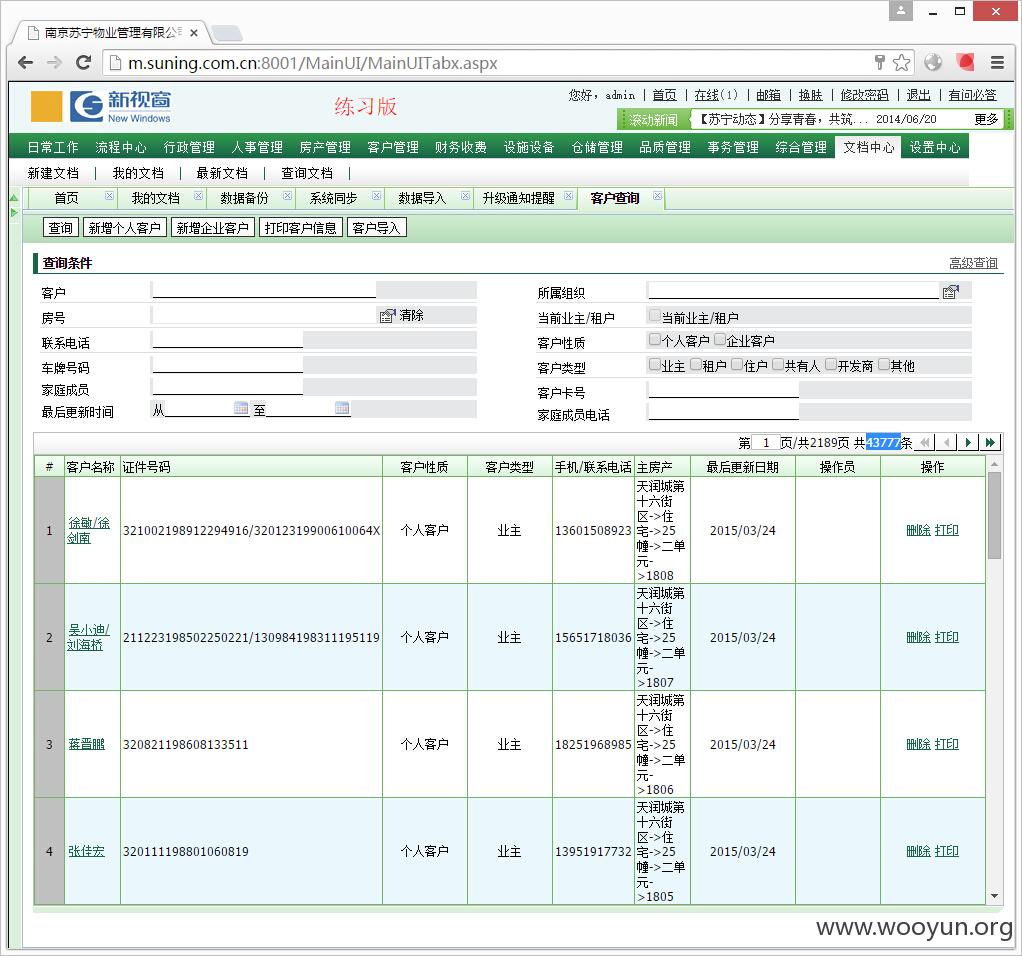 南京苏宁物业管理有限公司
m.suning.com.cn:8001/MainUI/MainUITabx.aspx
新视窗
New Windows
练习版
您好，admin | 首页 | 在线(1) | 邮箱 | 换肤 | 修改密码 | 退出 | 有问必答
滚动新闻 【苏宁动态】分享青春，共筑... 2014/06/20 更多
日常工作 流程中心 行政管理 人事管理 房产管理 客户管理 财务收费 设施设备 仓储管理 品质管理 事务管理 综合管理 文档中心 设置中心
新建文档 | 我的文档 | 最新文档 | 查询文档 |
首页 我的文档 数据备份 系统同步 数据导入 升级通知提醒 客户查询
查询 新增个人客户 新增企业客户 打印客户信息 客户导入
查询条件 高级查询
客户 所属组织
房号 清除 当前业主/租户 当前业主/租户
联系电话 客户性质 个人客户 企业客户
车牌号码 客户类型 业主 租户 住户 共有人 开发商 其他
家庭成员 客户卡号
最后更新时间 从 至 家庭成员电话
第 1 页/共2189页 共43777条
# 客户名称 证件号码 客户性质 客户类型 手机/联系电话 主房产 最后更新日期 操作员 操作
1 徐敏/徐剑南 321002198912294916/32012319900610064X 个人客户 业主 13601508923 天润城第十六街区->住宅->25幢->二单元->1808 2015/03/24 删除 打印
2 吴小迪/刘海桥 211223198502250221/130984198311195119 个人客户 业主 15651718036 天润城第十六街区->住宅->25幢->二单元->1807 2015/03/24 删除 打印
3 蒋晋鹏 320821198608133511 个人客户 业主 18251968985 天润城第十六街区->住宅->25幢->二单元->1806 2015/03/24 删除 打印
4 张佳宏 320111198801060819 个人客户 业主 13951917732 天润城第十六街区->住宅->25幢->二单元->1805 2015/03/24 删除 打印
www.wooyun.org